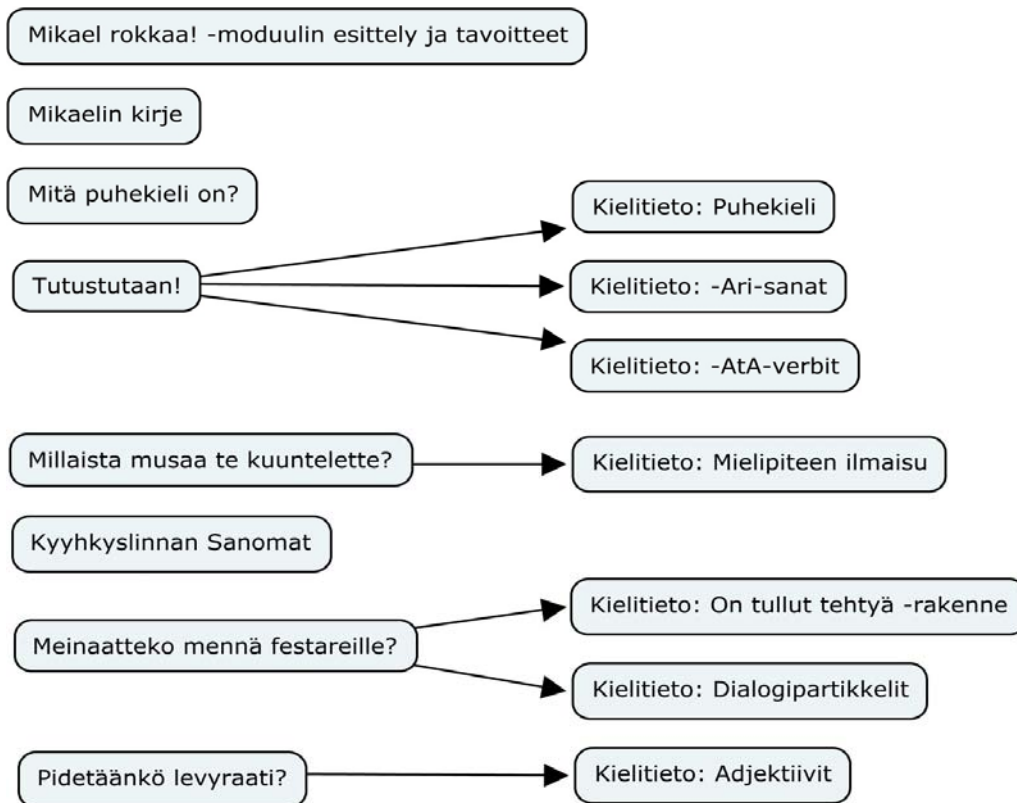 Mikael rokkaa! -moduulin esittely ja tavoitteet
Mikaelin kirje
Mitä puhekieli on?
Tutustutaan!
Kielitieto: Puhekieli
Kielitieto: -Ari-sanat
Kielitieto: -AtA-verbit
Millaista musaa te kuuntelette?
Kielitieto: Mielipiteen ilmaisu
Kyyhkyslinnan Sanomat
Meinaatteko mennä festareille?
Kielitieto: On tullut tehtyä -rakenne
Kielitieto: Dialogipartikkelit
Pidetäänkö levyraati?
Kielitieto: Adjektiivit